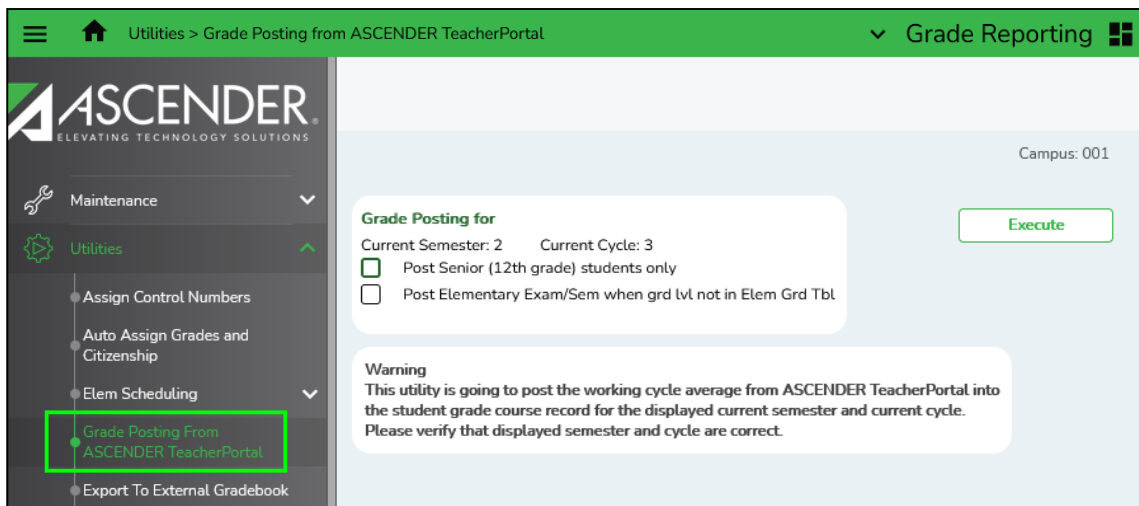 Utilities > Grade Posting from ASCENDER TeacherPortal
Grade Reporting
ASCENDER®
ELEVATING TECHNOLOGY SOLUTIONS
Campus: 001
Maintenance
Utilities
Assign Control Numbers
Auto Assign Grades and
Citizenship
Elem Scheduling
Grade Posting From
ASCENDER TeacherPortal
Export To External Gradebook
Grade Posting for
Current Semester: 2 Current Cycle: 3
Post Senior (12th grade) students only
Post Elementary Exam/Sem when grd lvl not in Elem Grd Tbl
Execute
Warning
This utility is going to post the working cycle average from ASCENDER TeacherPortal into
the student grade course record for the displayed current semester and current cycle.
Please verify that displayed semester and cycle are correct.